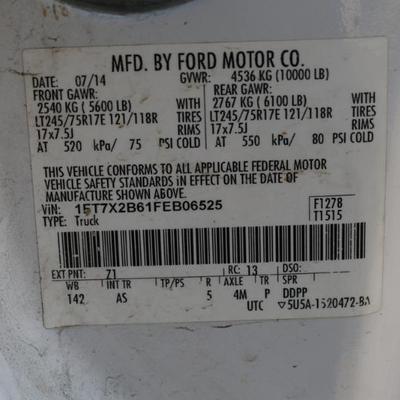 MFD. BY FORD MOTOR CO.
DATE: 07/14 GVWR: 4536 KG (10000 LB)
FRONT GAWR: REAR GAWR:
2540 KG ( 5600 LB) WITH 2767 KG ( 6100 LB) WITH
LT245/75R17E 121/118R TIRES LT245/75R17E 121/118R TIRES
17x7.5J RIMS 17x7.5J RIMS
AT 520 kPa/ 75 PSI COLD AT 550 kPa/ 80 PSI COLD
THIS VEHICLE CONFORMS TO ALL APPLICABLE FEDERAL MOTOR
VEHICLE SAFETY STANDARDS IN EFFECT ON THE DATE OF
MANUFACTURE SHOWN ABOVE.
VIN: 1FT7X2B61FEB06525 F1278
TYPE: Truck T1515
EXT PNT: 71 RC: 13 DSO:
WB INT TR TP/PS R AXLE TR P
142 AS 5 4M P DDPP
UTC ▽5U5A-1520472-BA